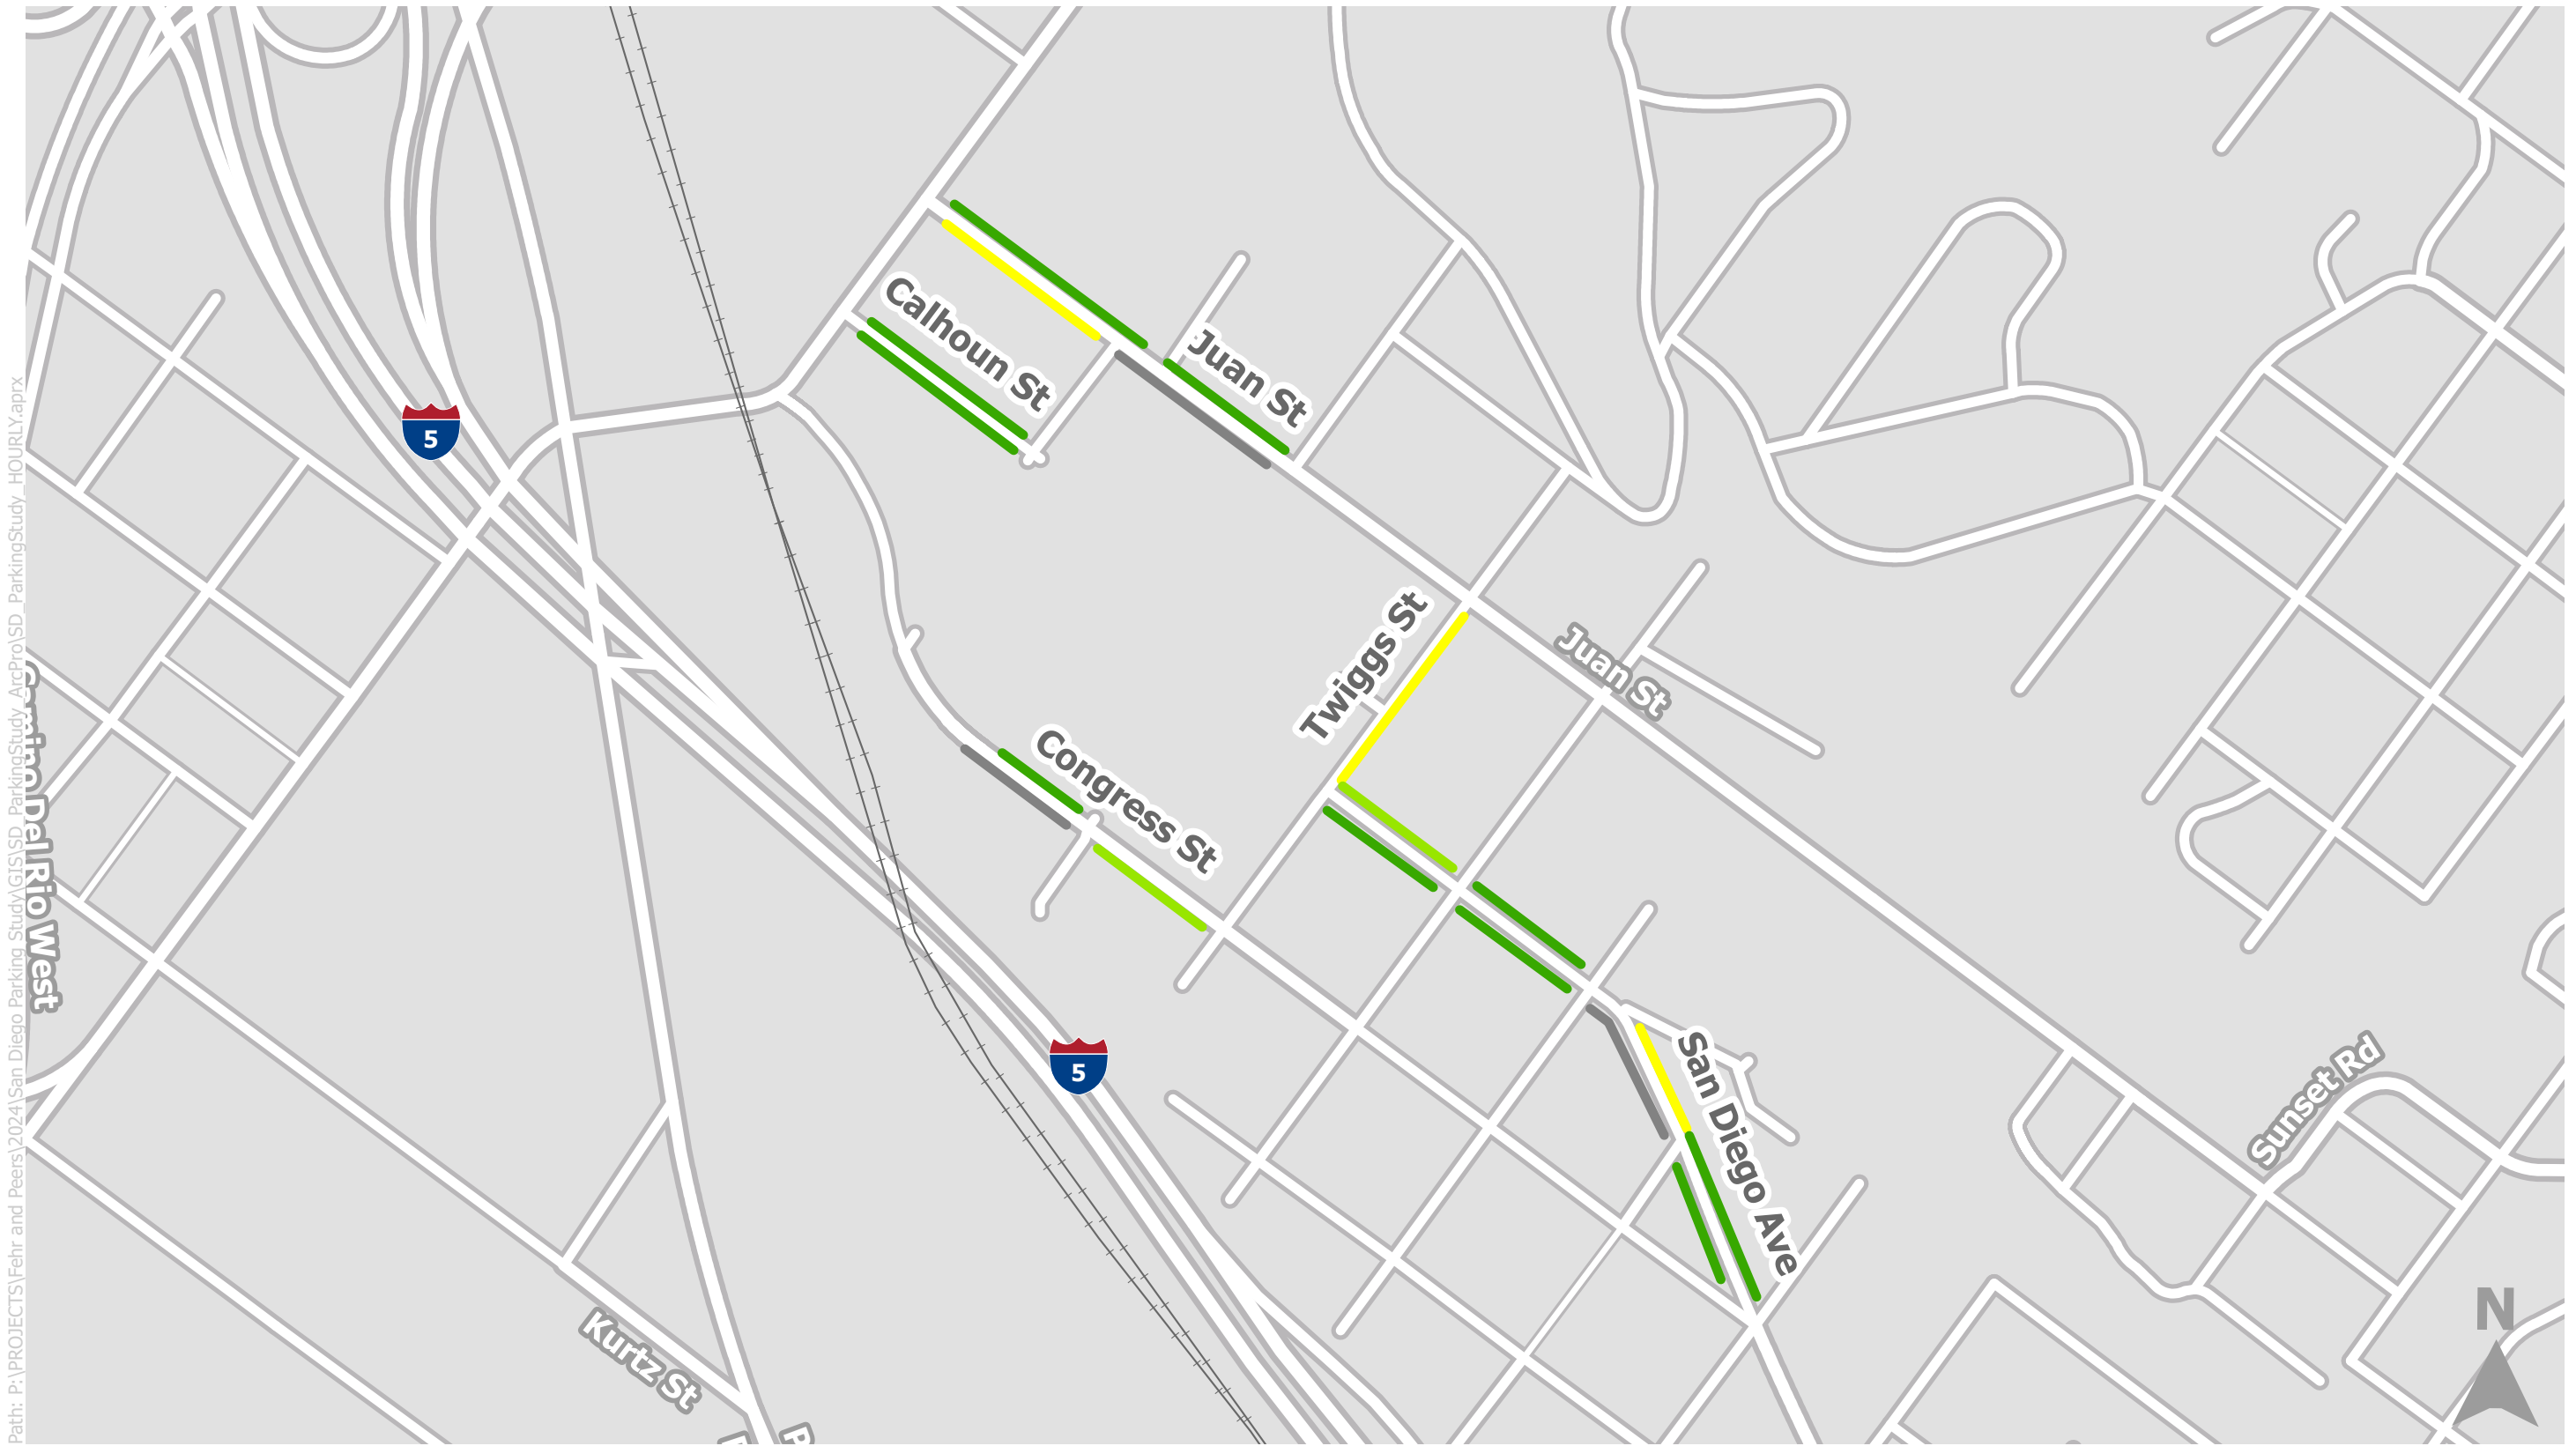 Calhoun St
Juan St
5
Twiggs St
Juan St
Congress St
Camino Del Rio West
San Diego Ave
5
Sunset Rd
N
Kurtz St
Path: P:\PROJECTS\Fehr and Peers\2024\San Diego Parking Study\GIS\SD_ParkingStudy_ArcPro\SD_ParkingStudy_HOURLY.aprx